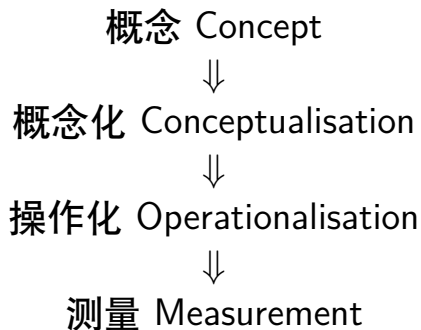 概念 Concept
⇓
概念化 Conceptualisation
⇓
操作化 Operationalisation
⇓
测量 Measurement